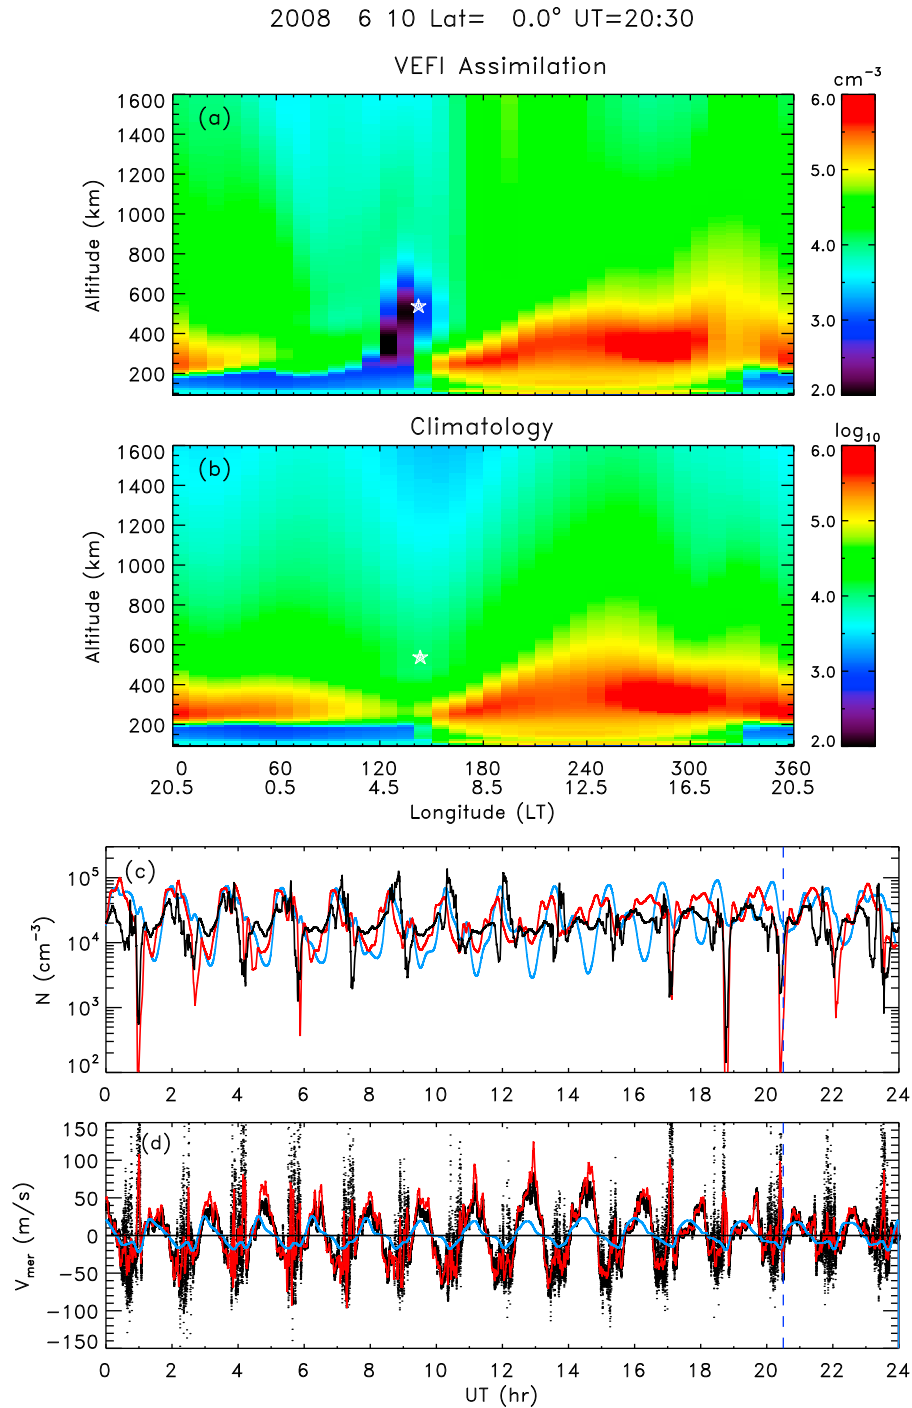 2008 6 10 Lat= 0.0° UT=20:30
VEFI Assimilation
cm⁻³
(a)
1600
1400
1200
1000
800
600
400
200
Altitude (km)
6.0
5.0
4.0
3.0
2.0
Climatology
log₁₀
(b)
1600
1400
1200
1000
800
600
400
200
Altitude (km)
6.0
5.0
4.0
3.0
2.0
0 60 120 180 240 300 360
20.5 0.5 4.5 8.5 12.5 16.5 20.5
Longitude (LT)
(c)
10⁵
10⁴
10³
10²
N (cm⁻³)
0 2 4 6 8 10 12 14 16 18 20 22 24
(d)
150
100
50
0
−50
−100
−150
Vmer (m/s)
0 2 4 6 8 10 12 14 16 18 20 22 24
UT (hr)